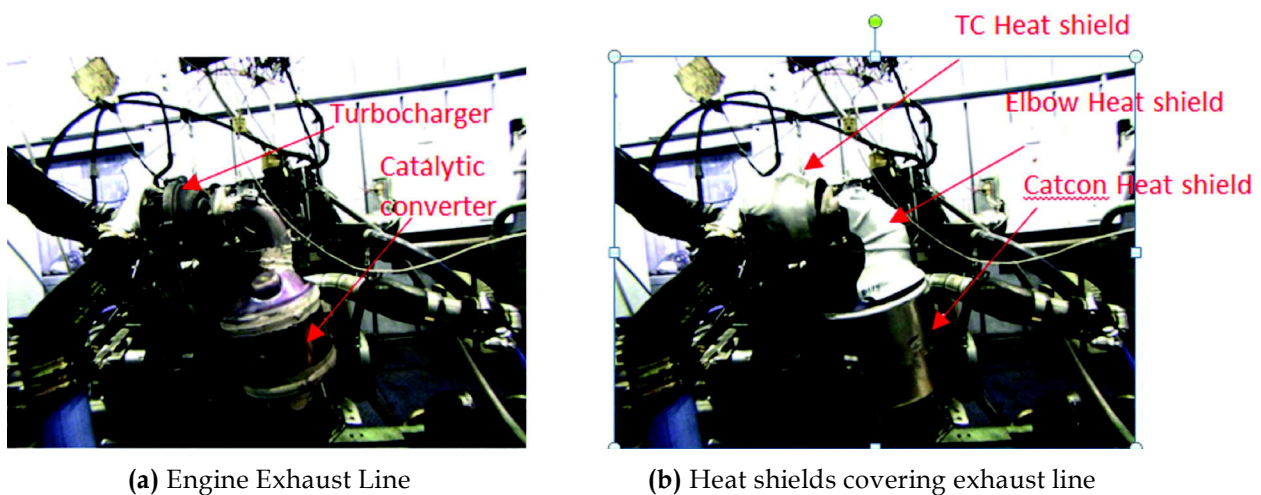 TC Heat shield
Turbocharger
Elbow Heat shield
Catalytic
converter
Catcon Heat shield
(a) Engine Exhaust Line
(b) Heat shields covering exhaust line